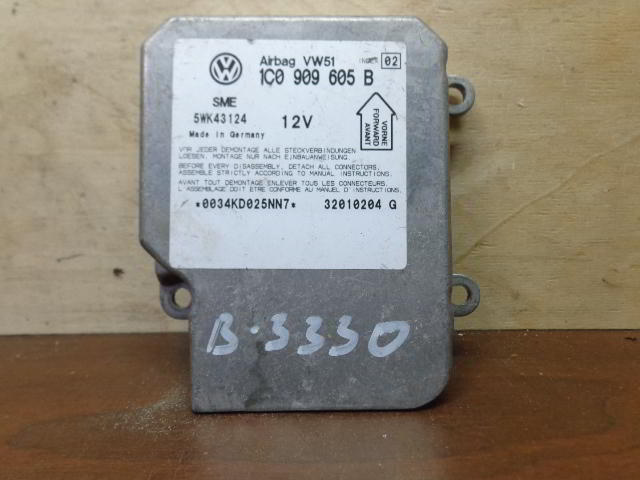 VW
Airbag VW51 INDEX 02
1C0 909 605 B
SME
5WK43124 12V
Made in Germany
VORNE
FORWARD
AVANT
VOR JEDER DEMONTAGE ALLE STECKVERBINDUNGEN
LOESEN. MONTAGE NUR NACH EINBAUANWEISUNG.
BEFORE EVERY DISASSEMBLY, DETACH ALL CONNECTORS.
ASSEMBLE STRICTLY ACCORDING TO MANUAL INSTRUCTIONS.
AVANT TOUT DEMONTAGE ENLEVER TOUS LES CONNECTEURS.
L'ASSEMBLAGE DOIT ETRE CONFORME AU MANUEL D'INSTRUCTIONS.
*0034KD025NN7* 32010204 G
B.3330